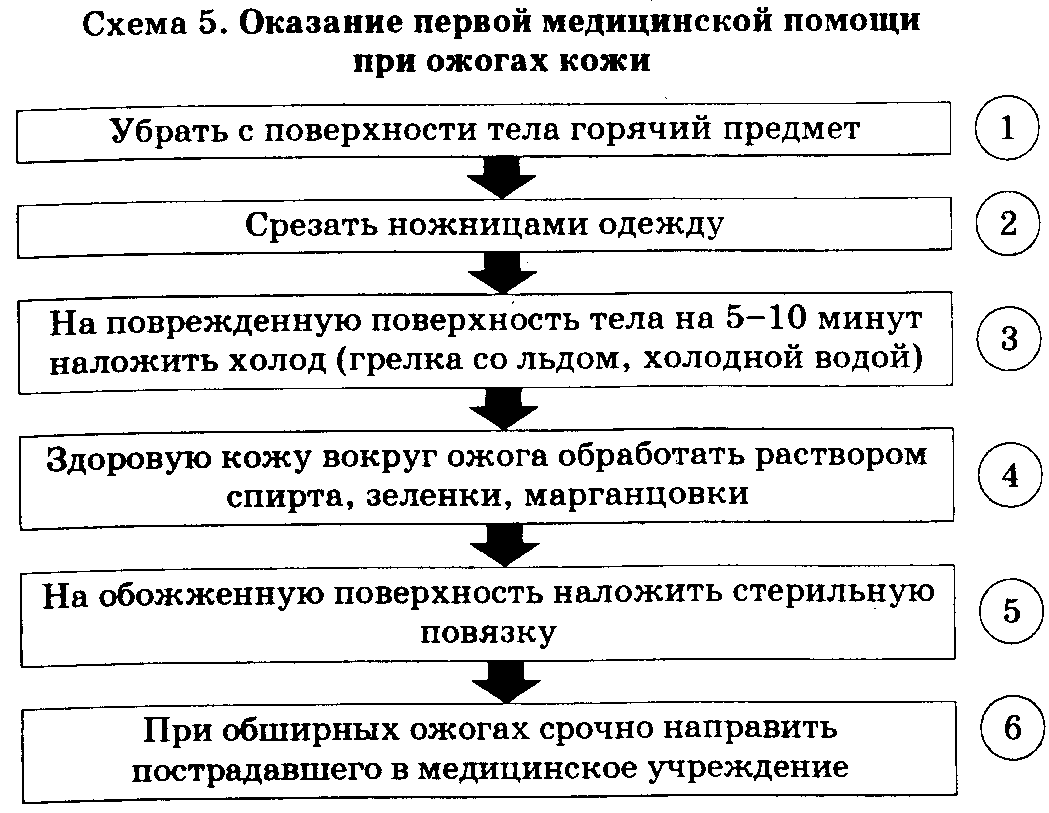 Схема 5. Оказание первой медицинской помощи
при ожогах кожи
Убрать с поверхности тела горячий предмет
1
Срезать ножницами одежду
2
На поврежденную поверхность тела на 5–10 минут
наложить холод (грелка со льдом, холодной водой)
3
Здоровую кожу вокруг ожога обработать раствором
спирта, зеленки, марганцовки
4
На обожженную поверхность наложить стерильную
повязку
5
При обширных ожогах срочно направить
пострадавшего в медицинское учреждение
6